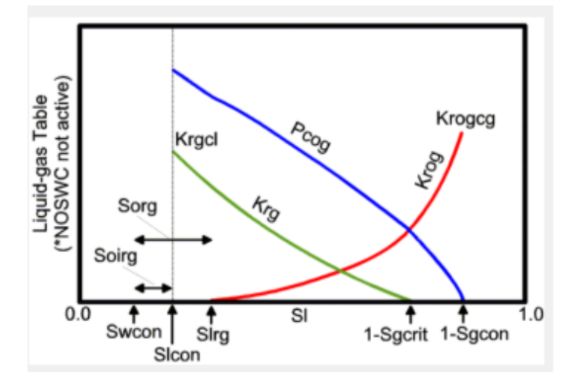 Liquid-gas Table
(*NOSWC not active)
Krogcg
Pcog
Krgcl
Krog
Sorg
Krg
Soirg
0.0
Sl
1.0
Swcon
Slrg
1-Sgcrit
1-Sgcon
Slcon